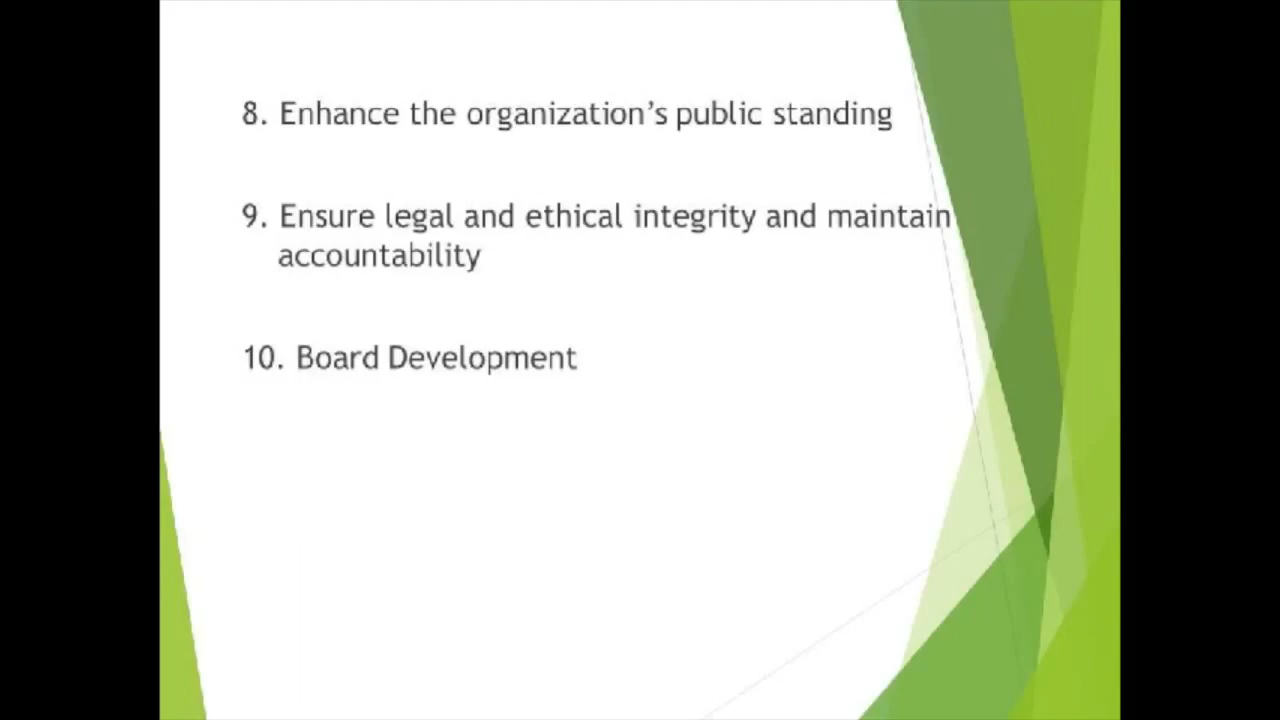 8. Enhance the organization’s public standing
9. Ensure legal and ethical integrity and maintain
accountability
10. Board Development